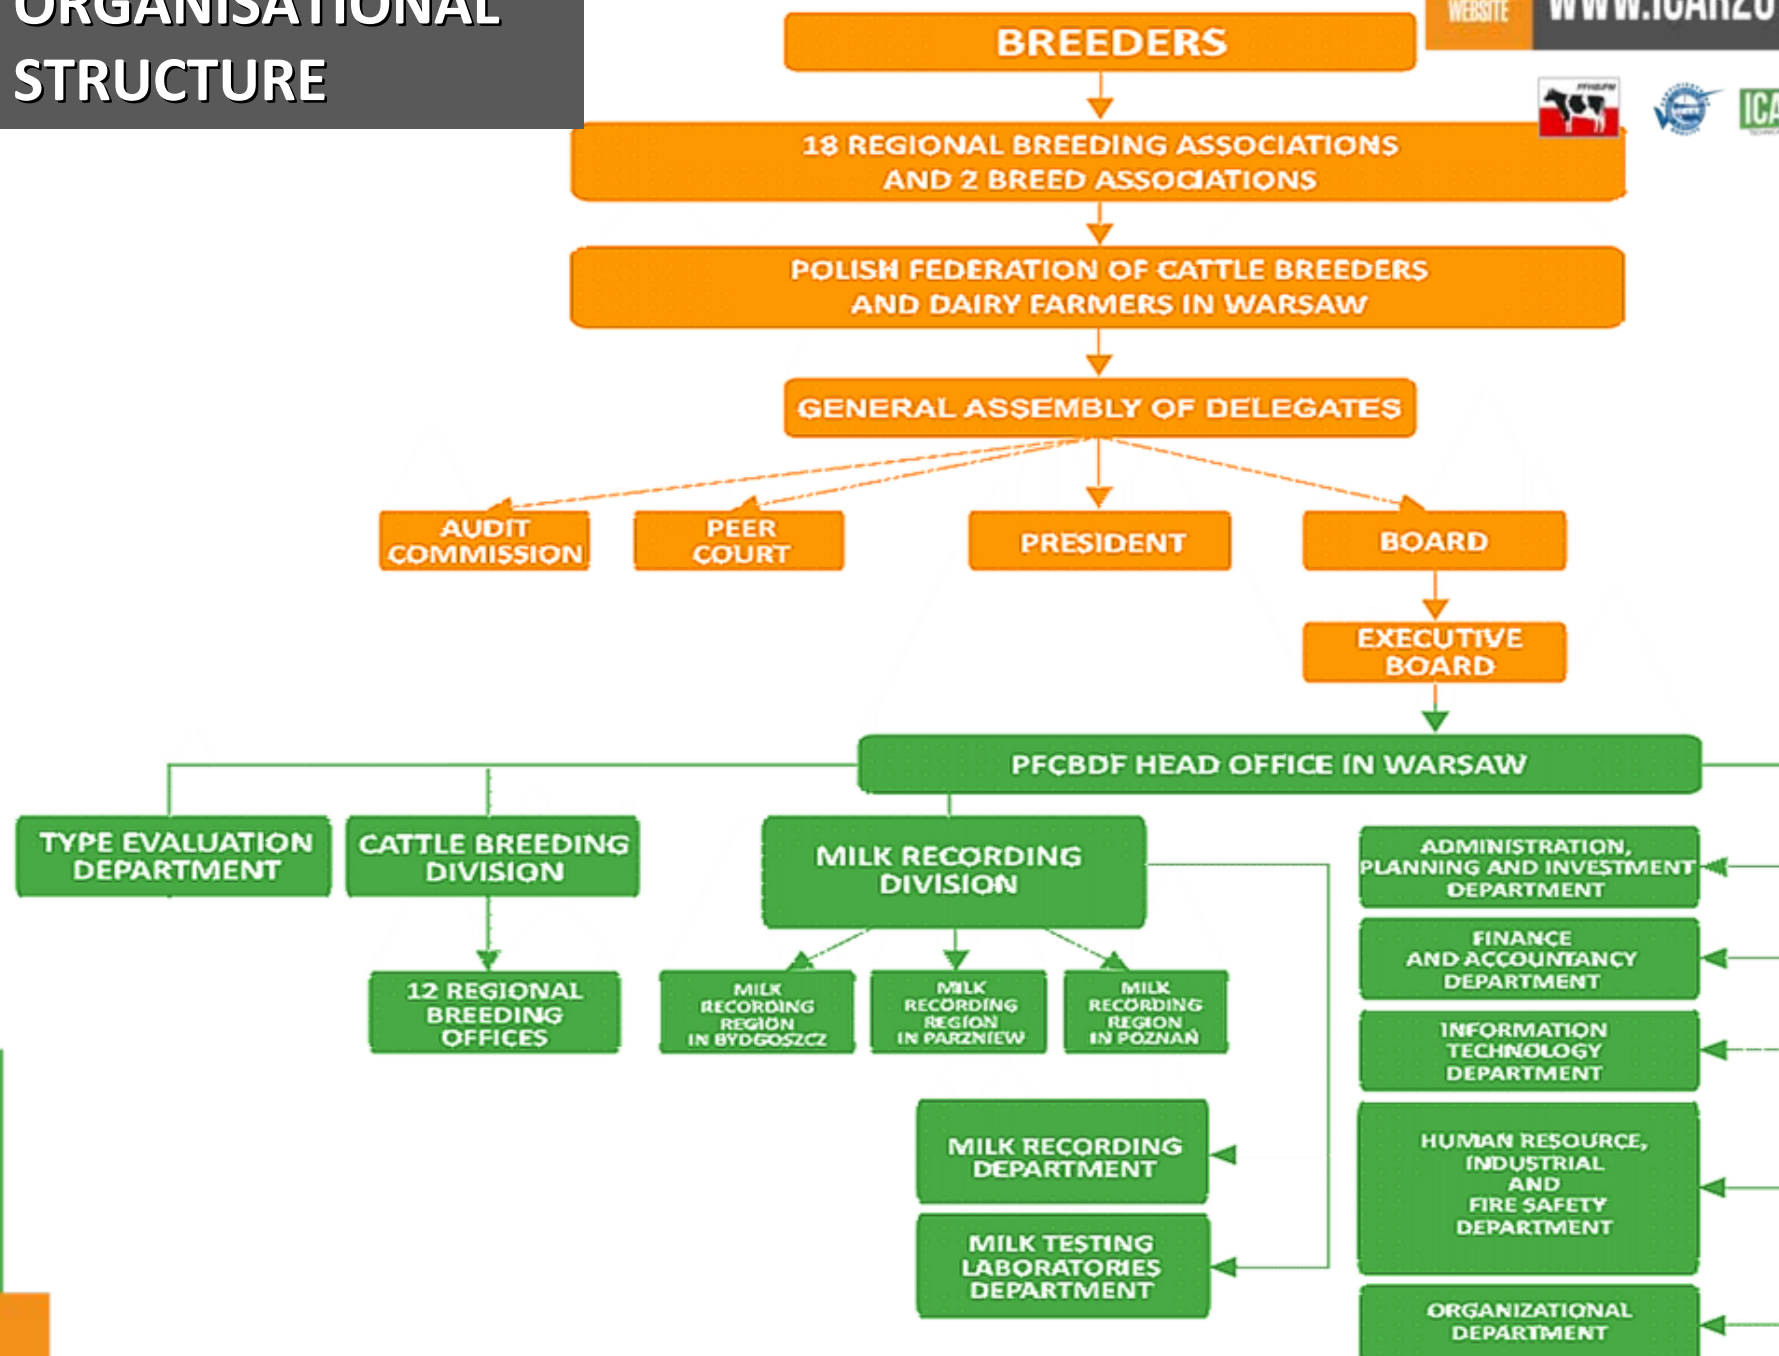 ORGANISATIONAL
STRUCTURE
WEBSITE
BREEDERS
18 REGIONAL BREEDING ASSOCIATIONS
AND 2 BREED ASSOCIATIONS
POLISH FEDERATION OF CATTLE BREEDERS
AND DAIRY FARMERS IN WARSAW
GENERAL ASSEMBLY OF DELEGATES
AUDIT
COMMISSION
PEER
COURT
PRESIDENT
BOARD
EXECUTIVE
BOARD
PFCBDF HEAD OFFICE IN WARSAW
TYPE EVALUATION
DEPARTMENT
CATTLE BREEDING
DIVISION
MILK RECORDING
DIVISION
12 REGIONAL
BREEDING
OFFICES
MILK
RECORDING
REGION
IN BYDGOSZCZ
MILK
RECORDING
REGION
IN PARZNIEW
MILK
RECORDING
REGION
IN POZNAŃ
MILK RECORDING
DEPARTMENT
MILK TESTING
LABORATORIES
DEPARTMENT
ADMINISTRATION,
PLANNING AND INVESTMENT
DEPARTMENT
FINANCE
AND ACCOUNTANCY
DEPARTMENT
INFORMATION
TECHNOLOGY
DEPARTMENT
HUMAN RESOURCE,
INDUSTRIAL
AND
FIRE SAFETY
DEPARTMENT
ORGANIZATIONAL
DEPARTMENT